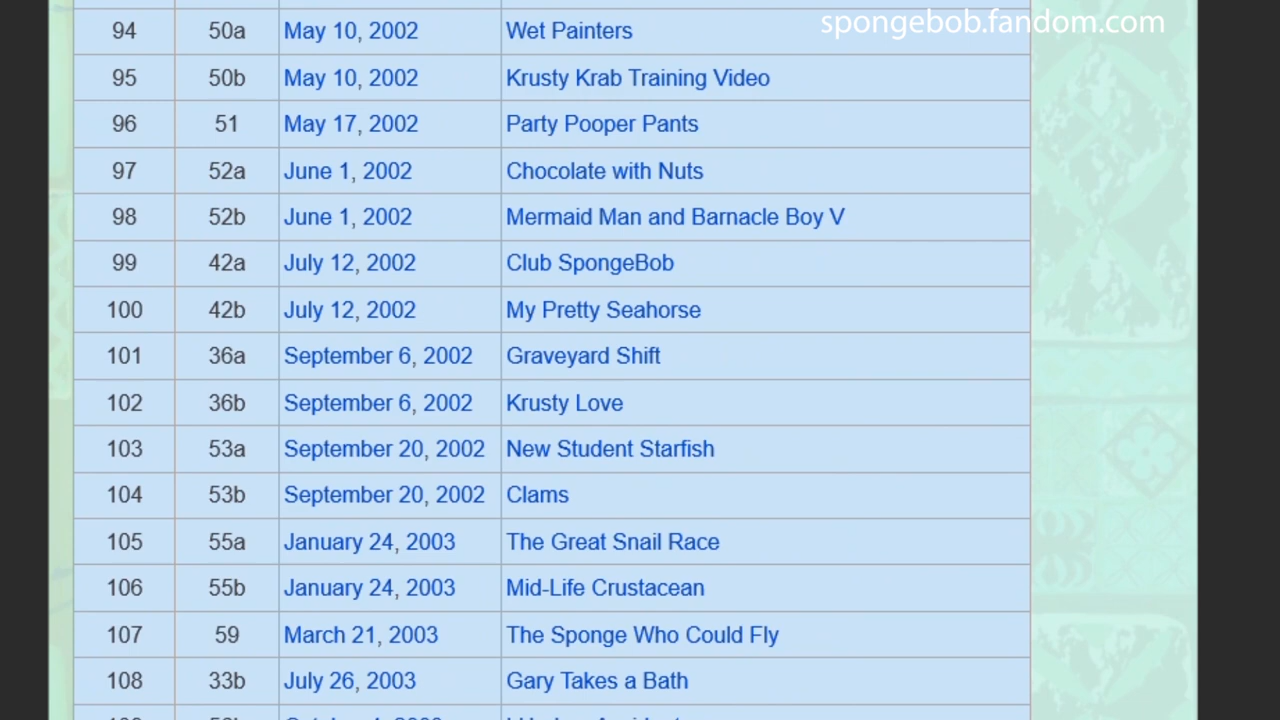 spongebob.fandom.com
94 50a May 10, 2002 Wet Painters
95 50b May 10, 2002 Krusty Krab Training Video
96 51 May 17, 2002 Party Pooper Pants
97 52a June 1, 2002 Chocolate with Nuts
98 52b June 1, 2002 Mermaid Man and Barnacle Boy V
99 42a July 12, 2002 Club SpongeBob
100 42b July 12, 2002 My Pretty Seahorse
101 36a September 6, 2002 Graveyard Shift
102 36b September 6, 2002 Krusty Love
103 53a September 20, 2002 New Student Starfish
104 53b September 20, 2002 Clams
105 55a January 24, 2003 The Great Snail Race
106 55b January 24, 2003 Mid-Life Crustacean
107 59 March 21, 2003 The Sponge Who Could Fly
108 33b July 26, 2003 Gary Takes a Bath